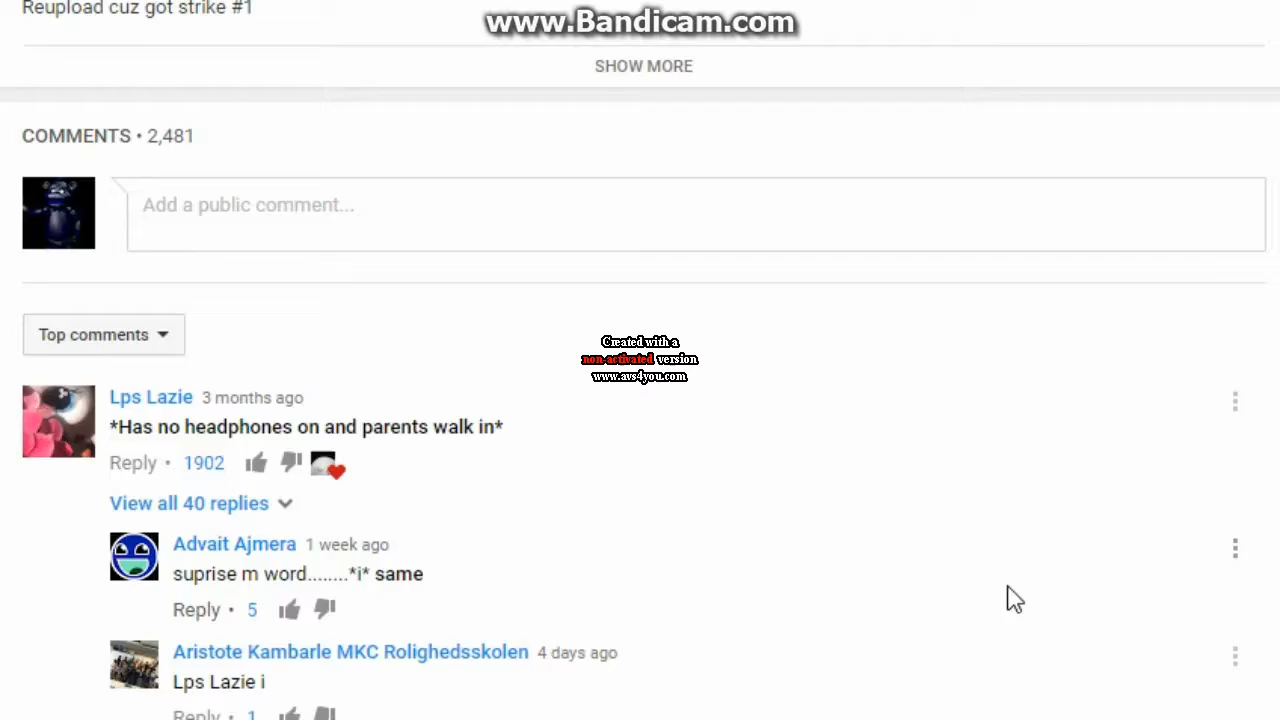 Reupload cuz got strike #1
www.Bandicam.com
SHOW MORE
COMMENTS • 2,481
Add a public comment...
Top comments
Created with a
non-activated version
www.avs4you.com
Lps Lazie 3 months ago
*Has no headphones on and parents walk in*
Reply • 1902
View all 40 replies
Advait Ajmera 1 week ago
suprise m word........*i* same
Reply • 5
Aristote Kambarle MKC Rolighedsskolen 4 days ago
Lps Lazie i
Reply • 1